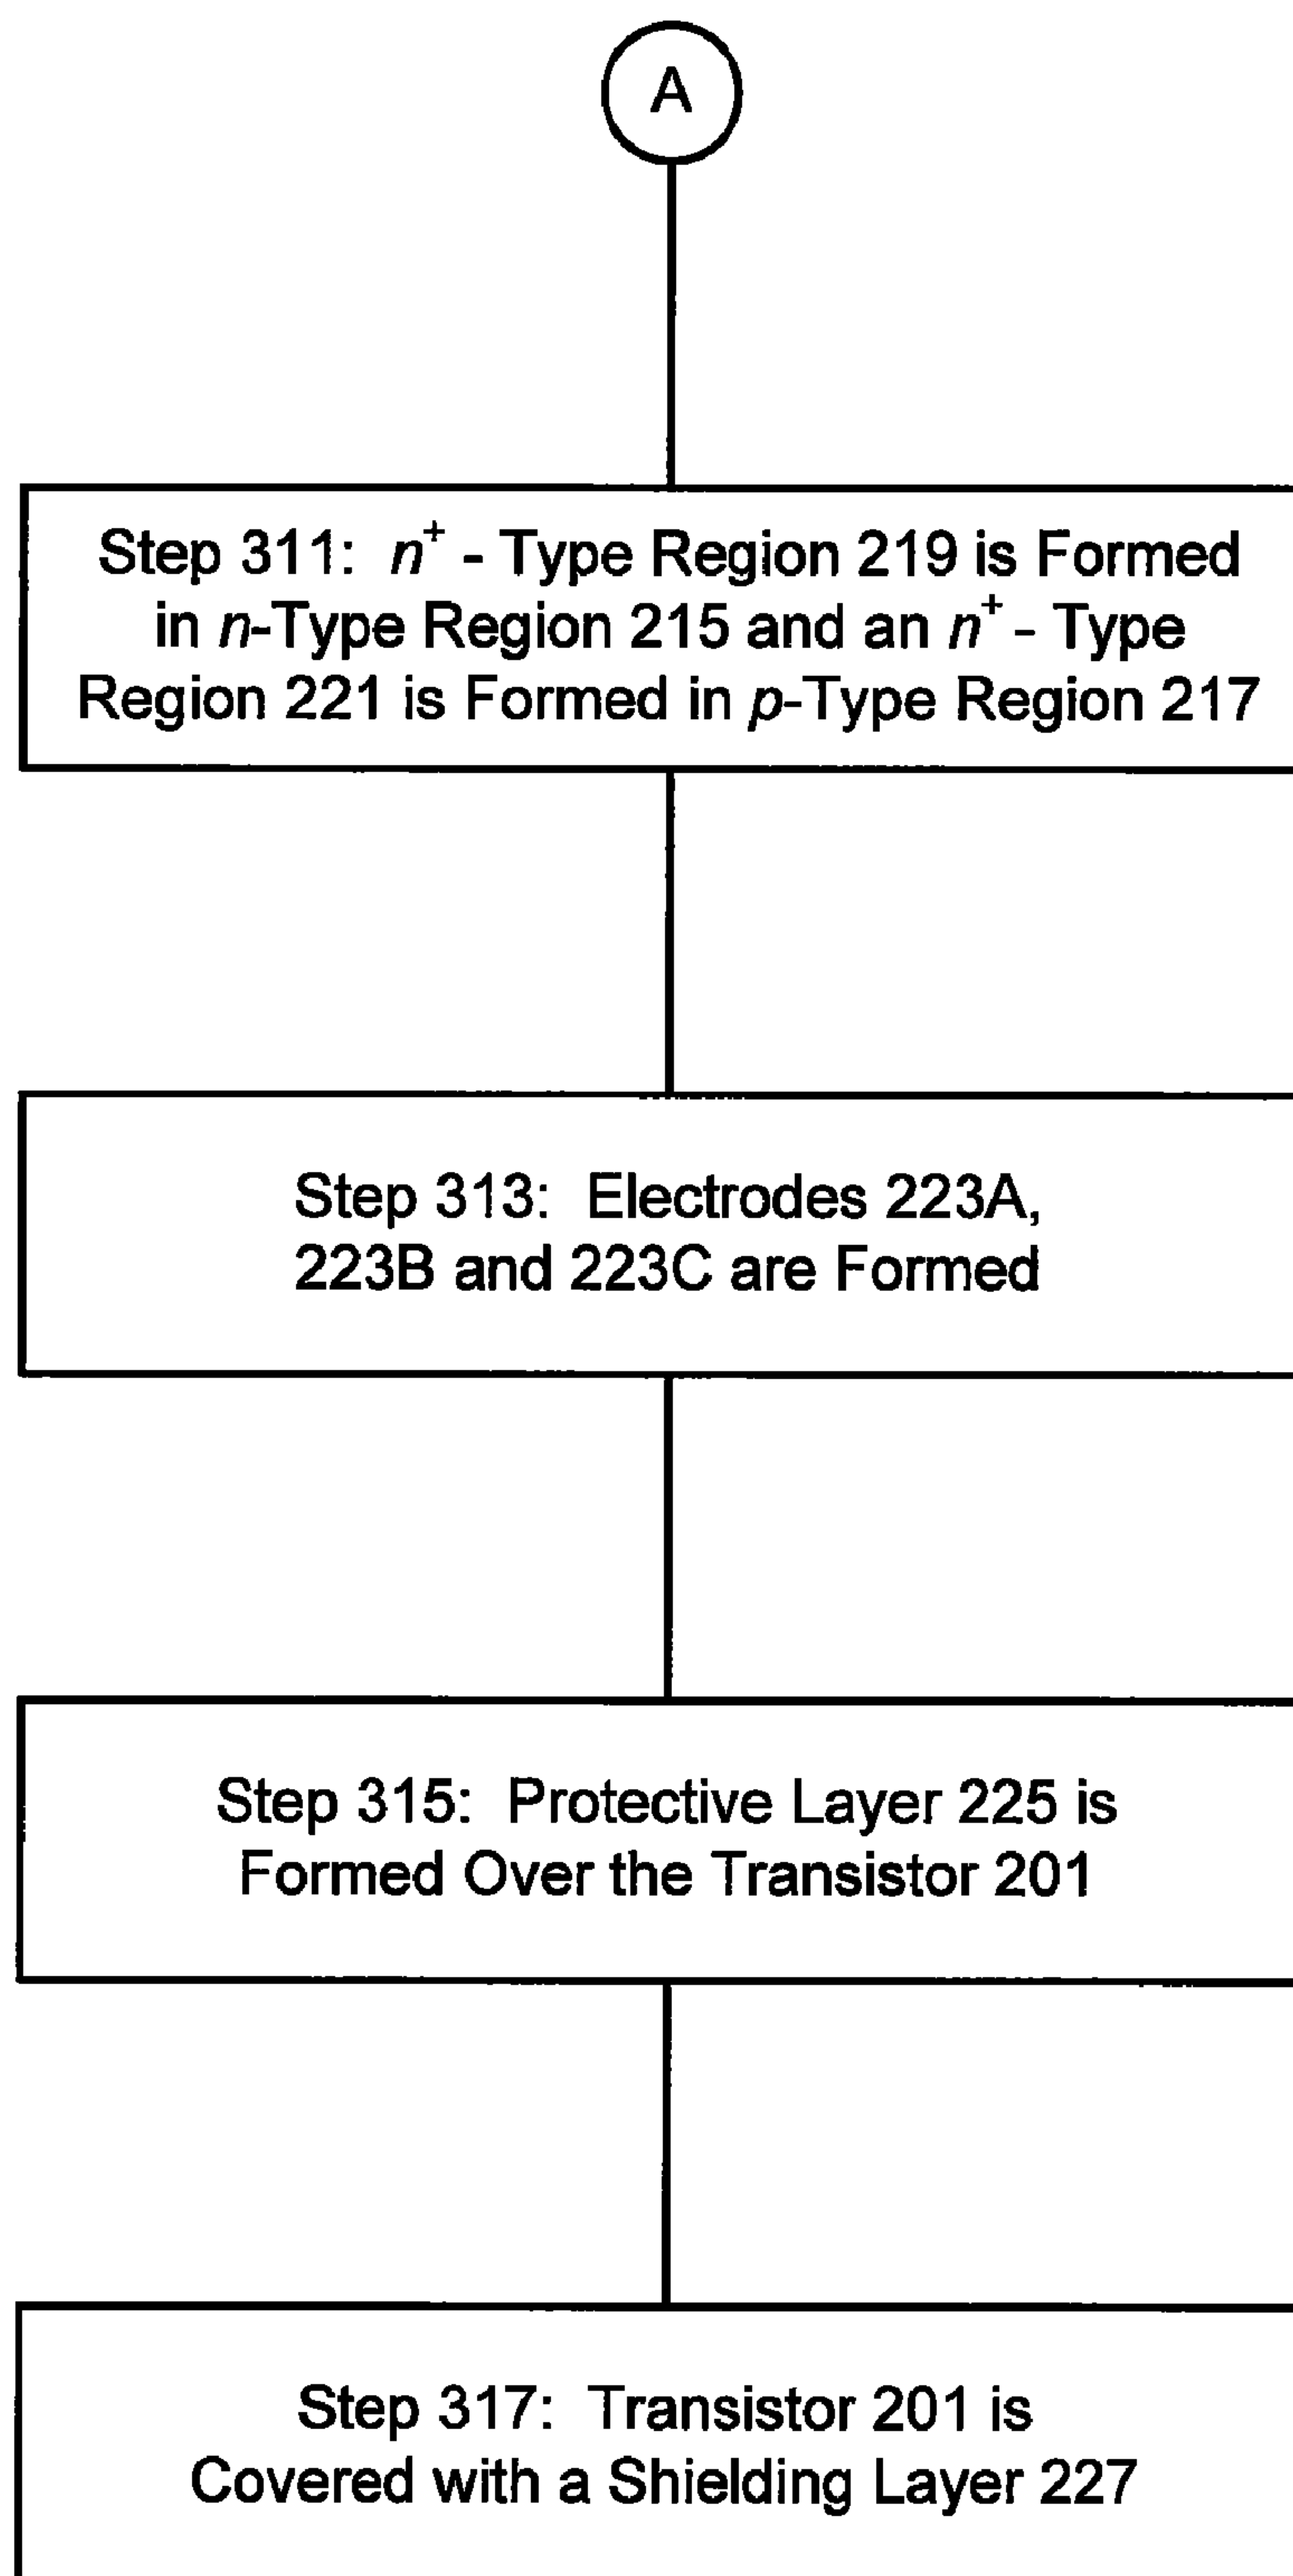 A
Step 311: n⁺ - Type Region 219 is Formed
in n-Type Region 215 and an n⁺ - Type
Region 221 is Formed in p-Type Region 217
Step 313: Electrodes 223A,
223B and 223C are Formed
Step 315: Protective Layer 225 is
Formed Over the Transistor 201
Step 317: Transistor 201 is
Covered with a Shielding Layer 227